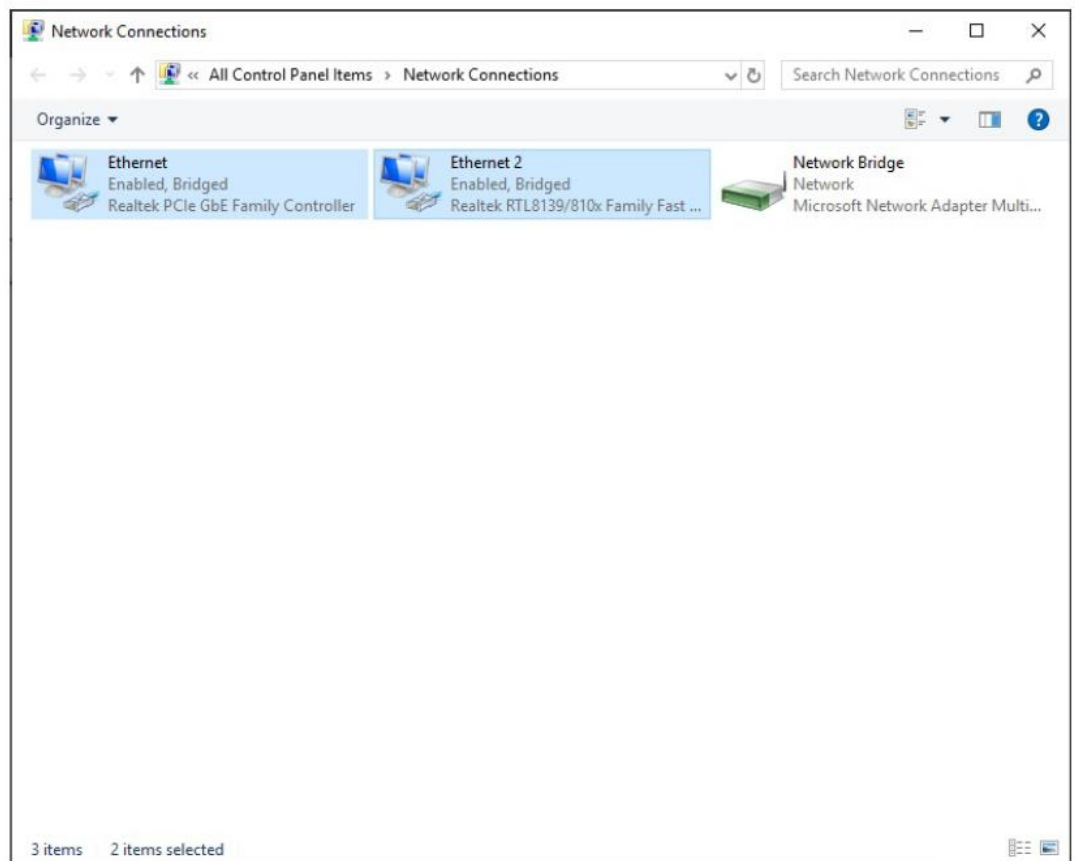 Network Connections
« All Control Panel Items › Network Connections
Search Network Connections
Organize
Ethernet
Enabled, Bridged
Realtek PCIe GbE Family Controller
Ethernet 2
Enabled, Bridged
Realtek RTL8139/810x Family Fast ...
Network Bridge
Network
Microsoft Network Adapter Multi...
3 items 2 items selected